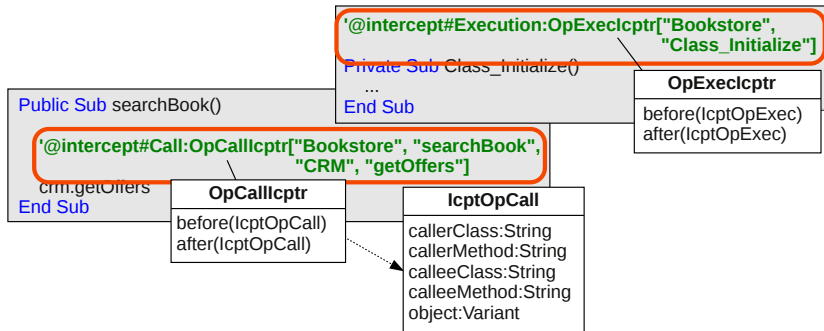 '@intercept#Execution:OpExecIcptr["Bookstore",
"Class_Initialize"]
Private Sub Class_Initialize()
...
End Sub
OpExecIcptr
before(IcptOpExec)
after(IcptOpExec)
Public Sub searchBook()
'@intercept#Call:OpCallIcptr["Bookstore", "searchBook",
"CRM", "getOffers"]
crm.getOffers
End Sub
OpCallIcptr
before(IcptOpCall)
after(IcptOpCall)
IcptOpCall
callerClass:String
callerMethod:String
calleeClass:String
calleeMethod:String
object:Variant